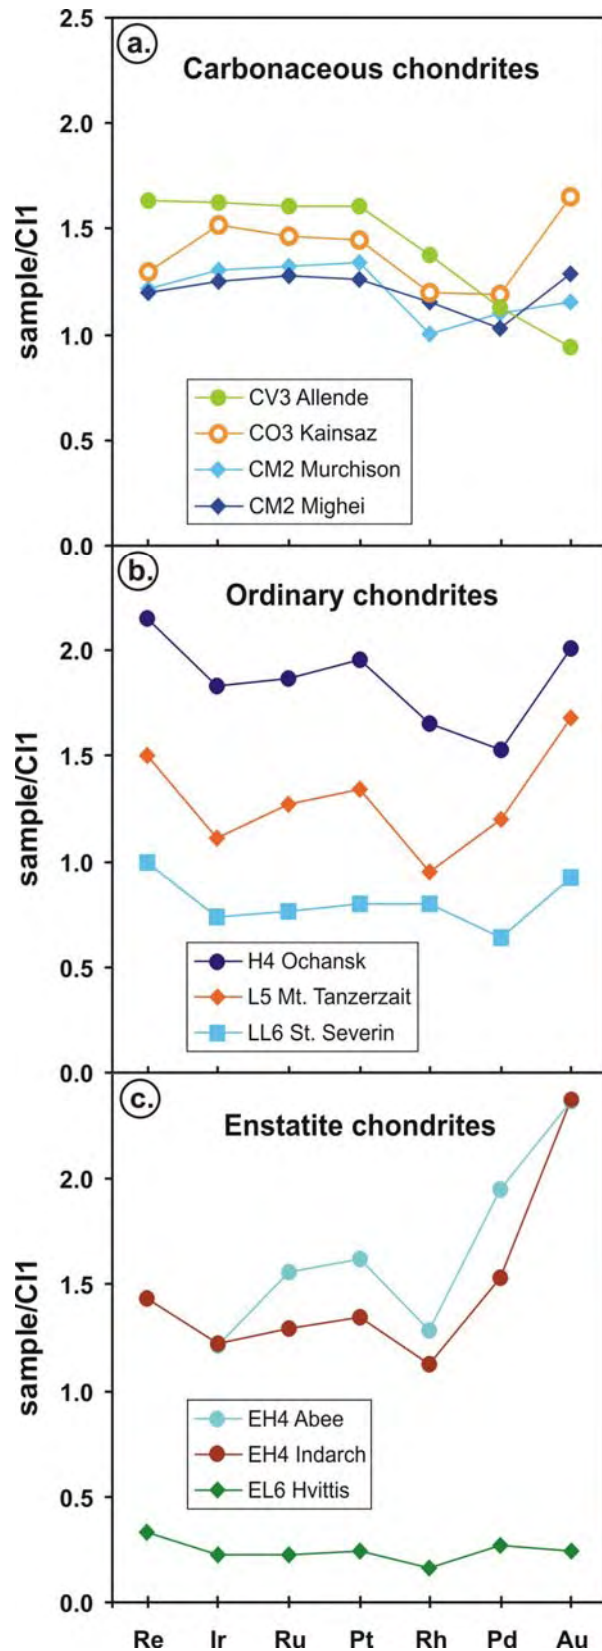 2.5
a.
Carbonaceous chondrites
2.0
1.5
sample/CI1
1.0
CV3 Allende
0.5
CO3 Kainsaz
CM2 Murchison
CM2 Mighei
0.0
b.
Ordinary chondrites
2.0
1.5
sample/CI1
1.0
0.5
H4 Ochansk
L5 Mt. Tanzerzait
LL6 St. Severin
0.0
c.
Enstatite chondrites
2.0
1.5
sample/CI1
1.0
EH4 Abee
EH4 Indarch
0.5
EL6 Hvittis
0.0
Re Ir Ru Pt Rh Pd Au